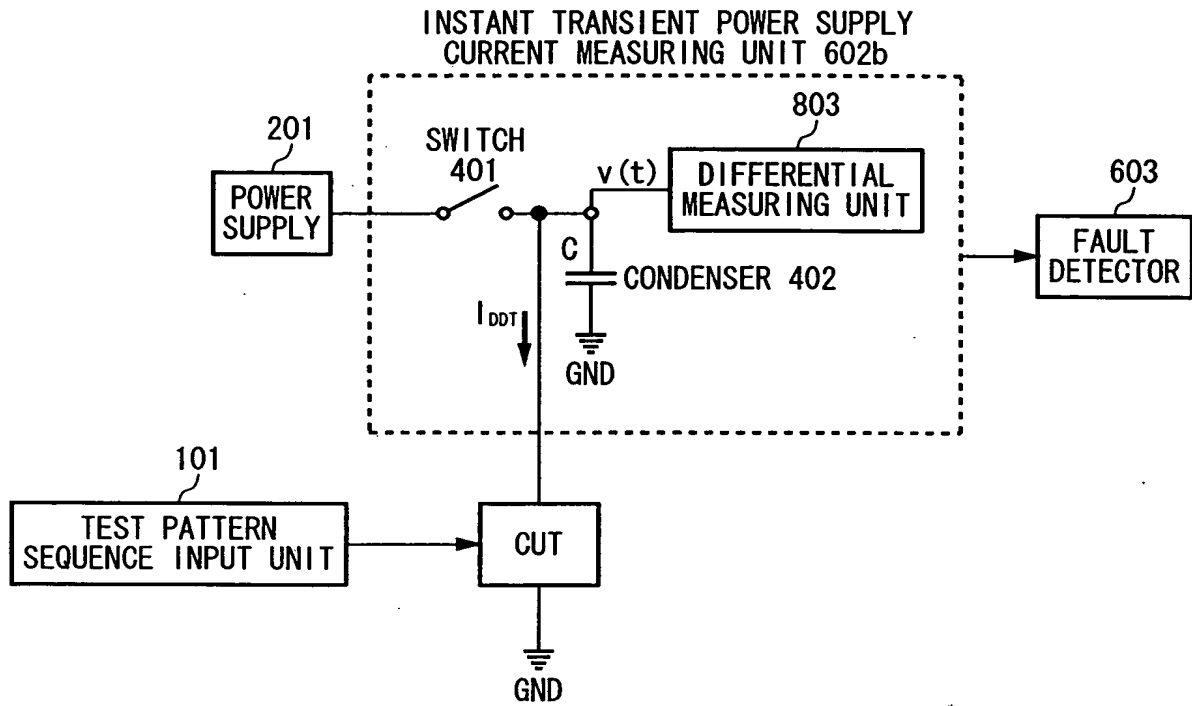 INSTANT TRANSIENT POWER SUPPLY
CURRENT MEASURING UNIT 602b
201
POWER
SUPPLY
SWITCH
401
v(t)
803
DIFFERENTIAL
MEASURING UNIT
603
FAULT
DETECTOR
C
CONDENSER 402
GND
IDDT
101
TEST PATTERN
SEQUENCE INPUT UNIT
CUT
GND